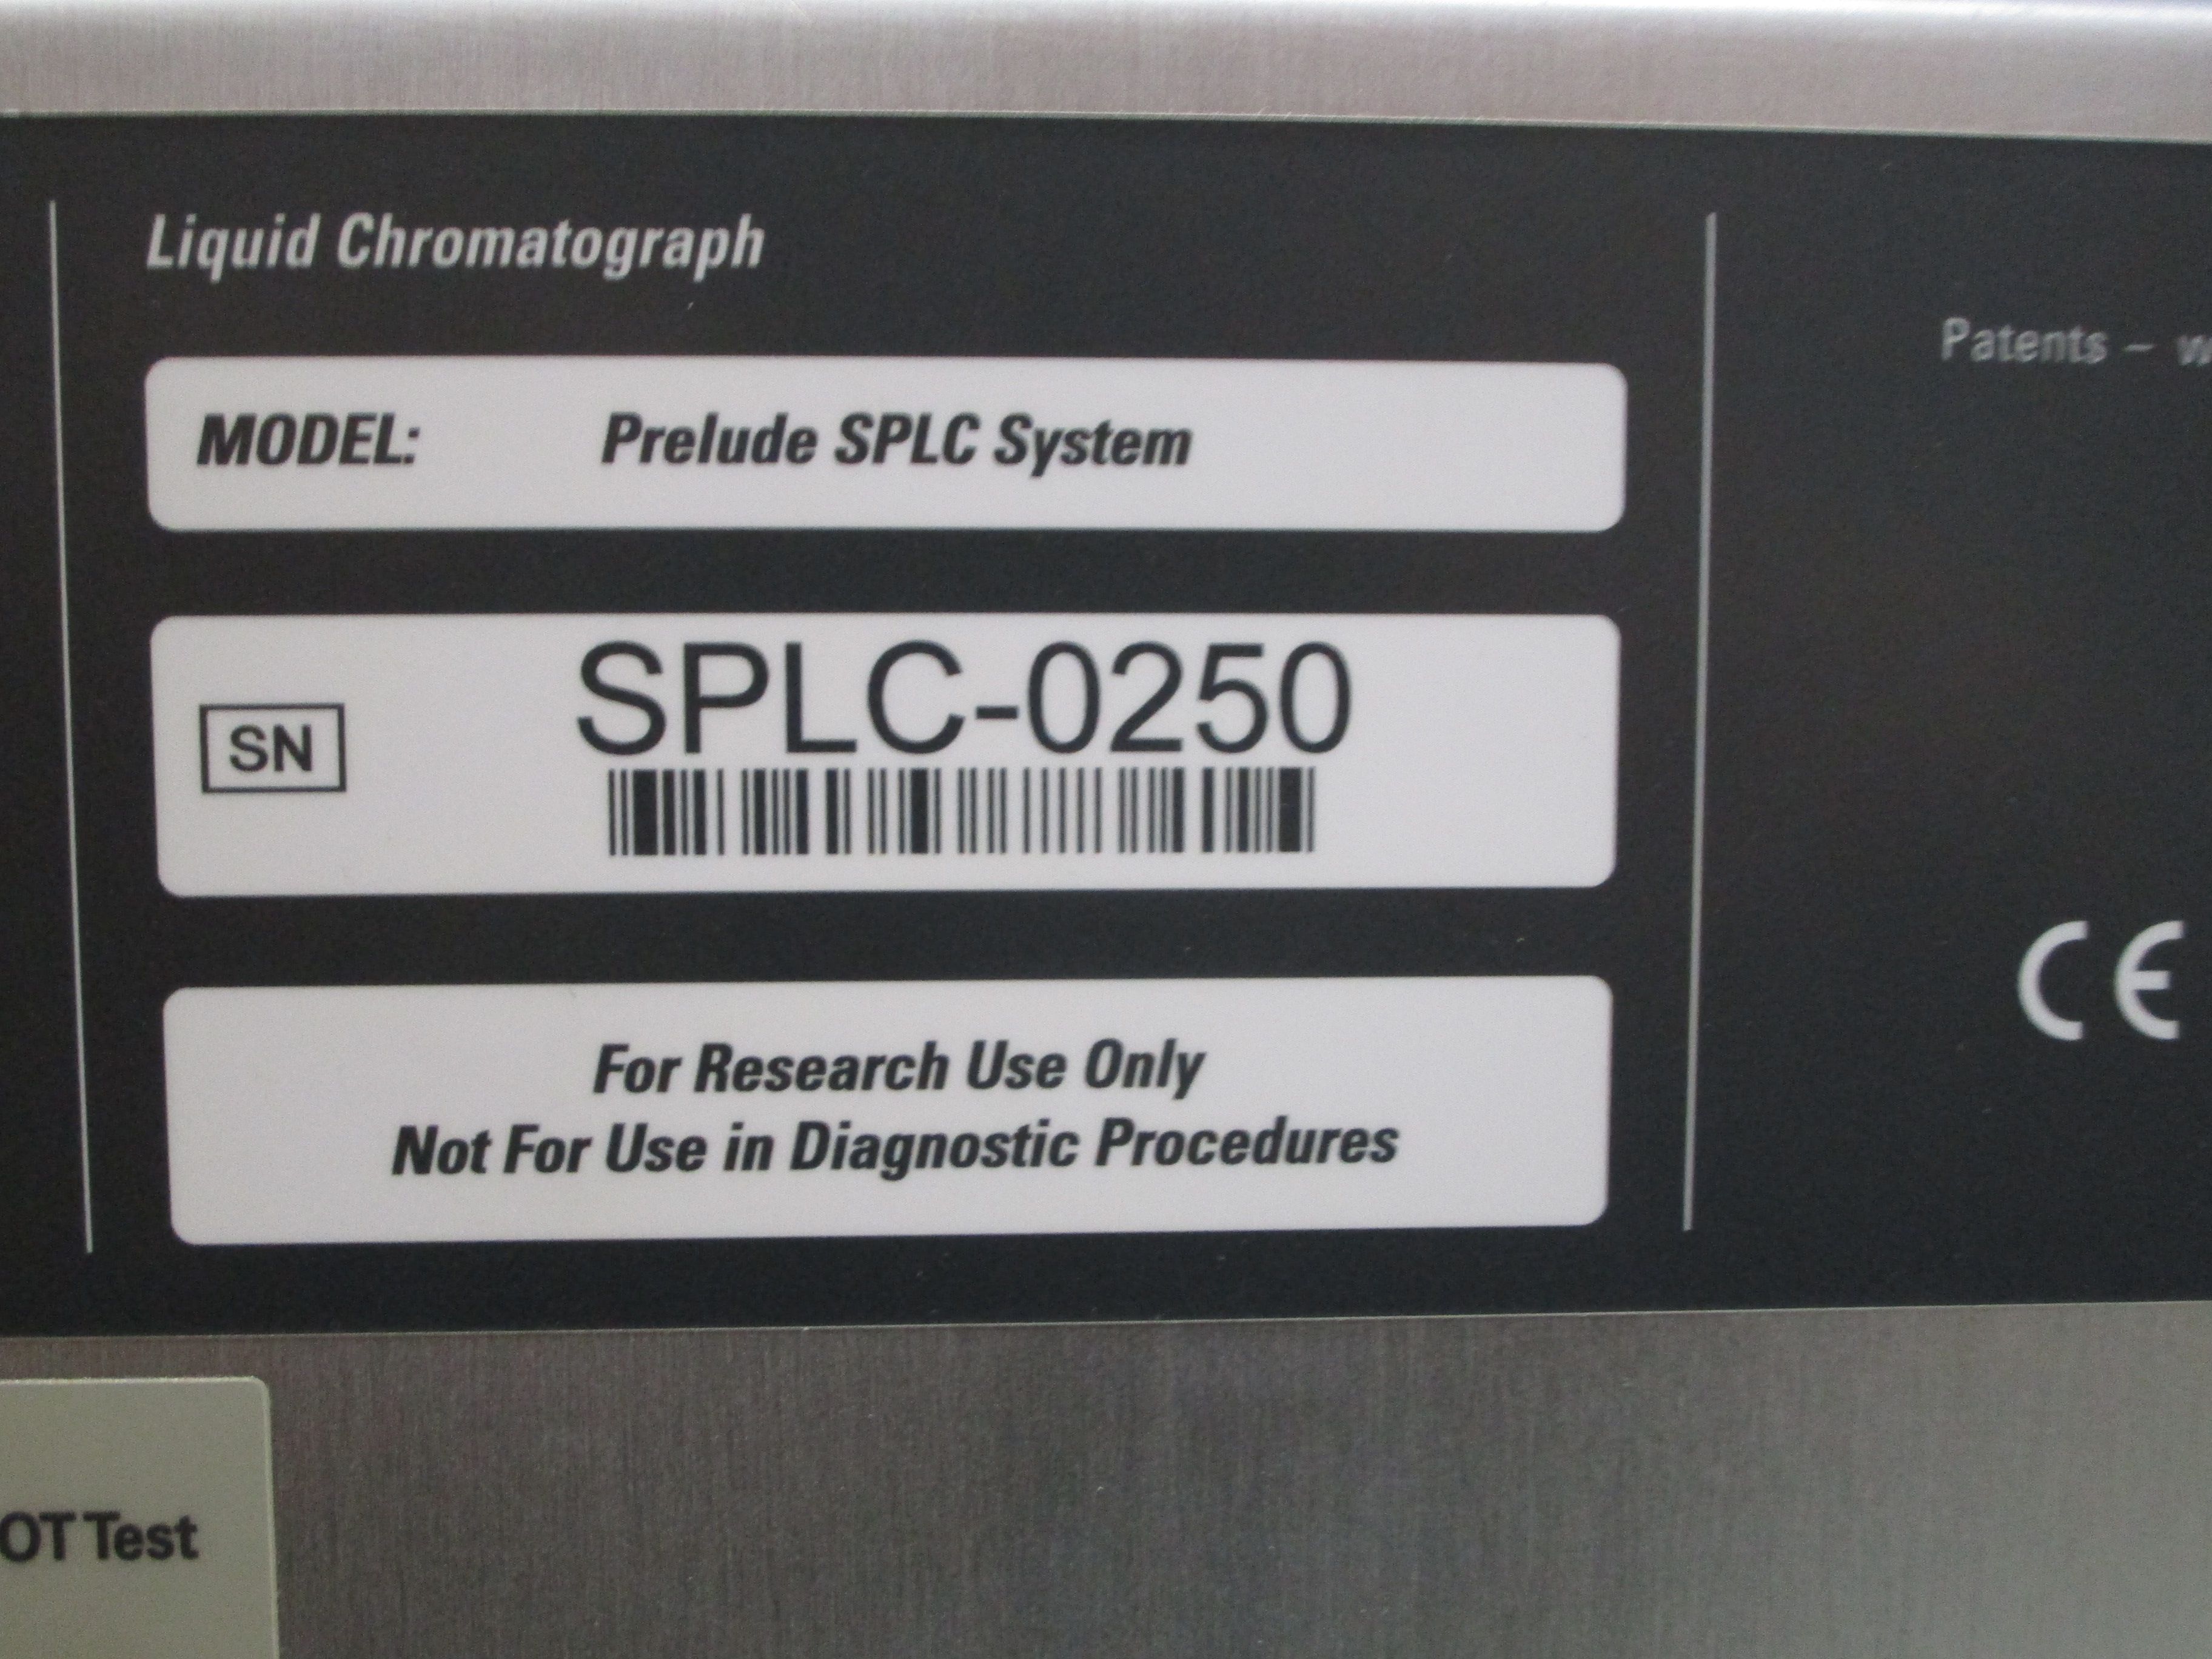 Liquid Chromatograph
MODEL: Prelude SPLC System
SN SPLC-0250
For Research Use Only
Not For Use in Diagnostic Procedures
Patents –
CE
OT Test